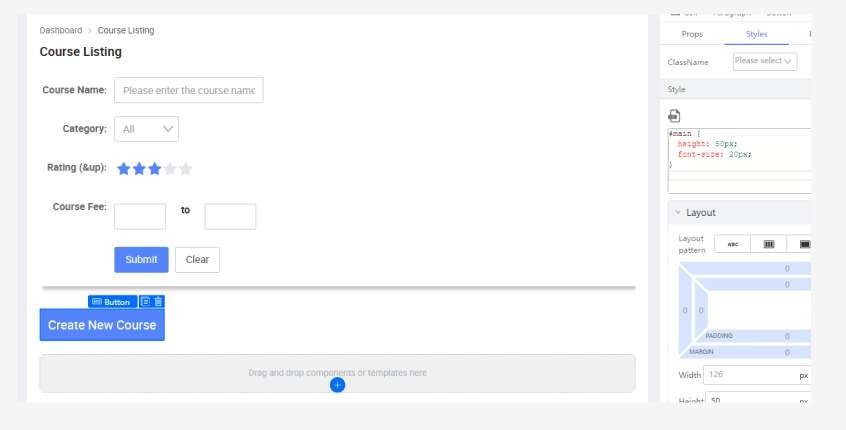 Dashboard > Course Listing
Course Listing
Course Name: Please enter the course name
Category: All
Rating (&up):
Course Fee: to
Submit Clear
Button
Create New Course
Drag and drop components or templates here
+
Props Styles
ClassName Please select
Style
#main {
height: 50px;
font-size: 20px;
}
Layout
Layout pattern ABC
0
0
0 0
PADDING 0
MARGIN 0
Width 126 px
Height 50 px